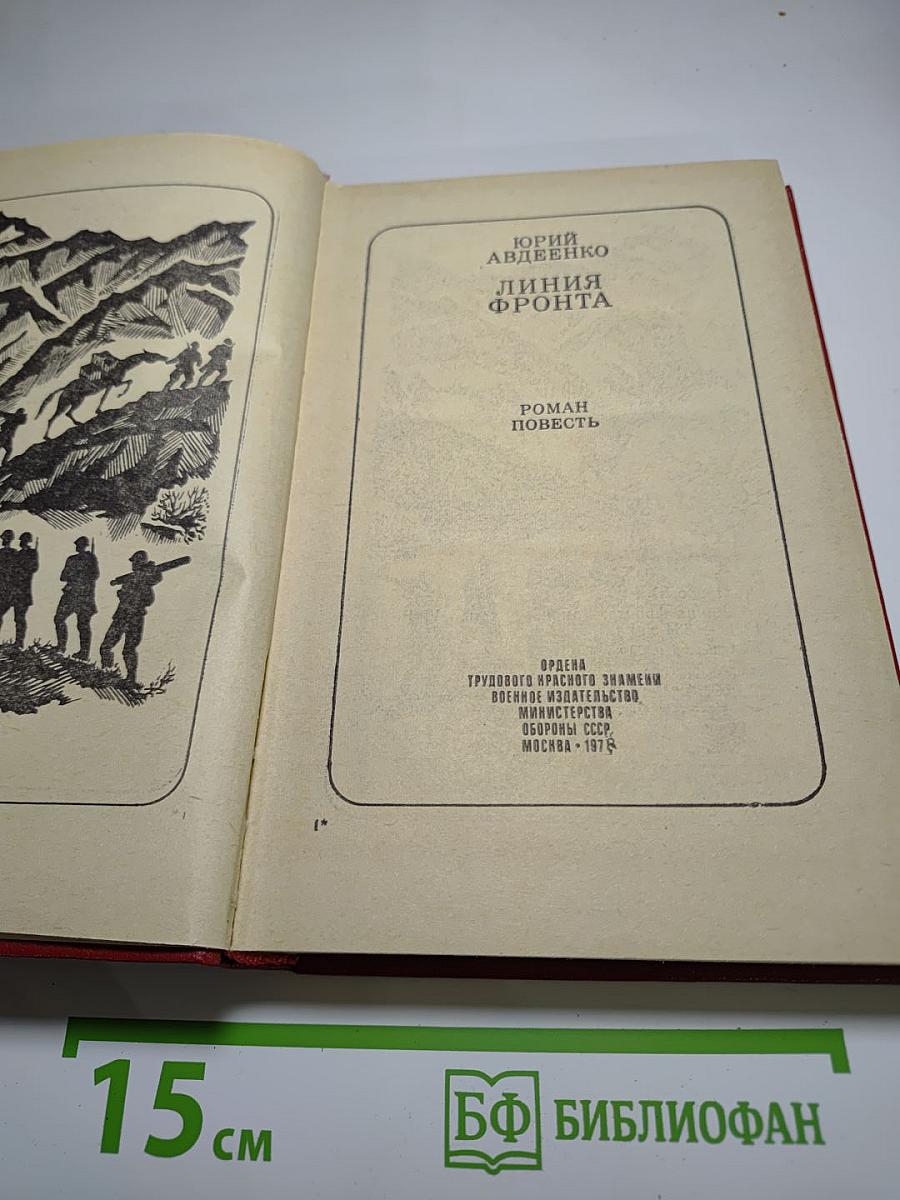 ЮРИЙ
АВДЕЕНКО
ЛИНИЯ
ФРОНТА
РОМАН
ПОВЕСТЬ
ОРДЕНА
ТРУДОВОГО КРАСНОГО ЗНАМЕНИ
ВОЕННОЕ ИЗДАТЕЛЬСТВО
МИНИСТЕРСТВА
ОБОРОНЫ СССР
МОСКВА • 1978
1*
15 см
БФ БИБЛИОФАН